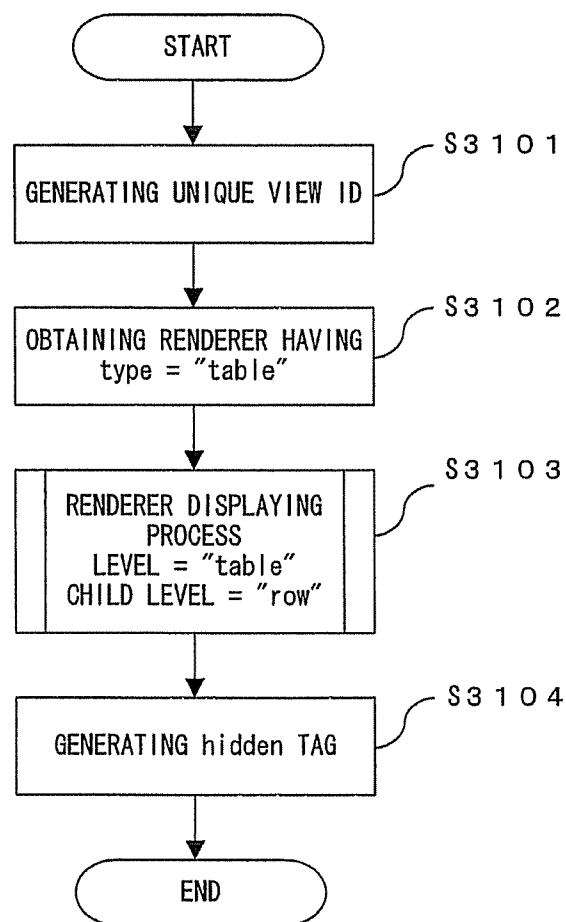 START
S3101
GENERATING UNIQUE VIEW ID
S3102
OBTAINING RENDERER HAVING
type = "table"
S3103
RENDERER DISPLAYING
PROCESS
LEVEL = "table"
CHILD LEVEL = "row"
S3104
GENERATING hidden TAG
END